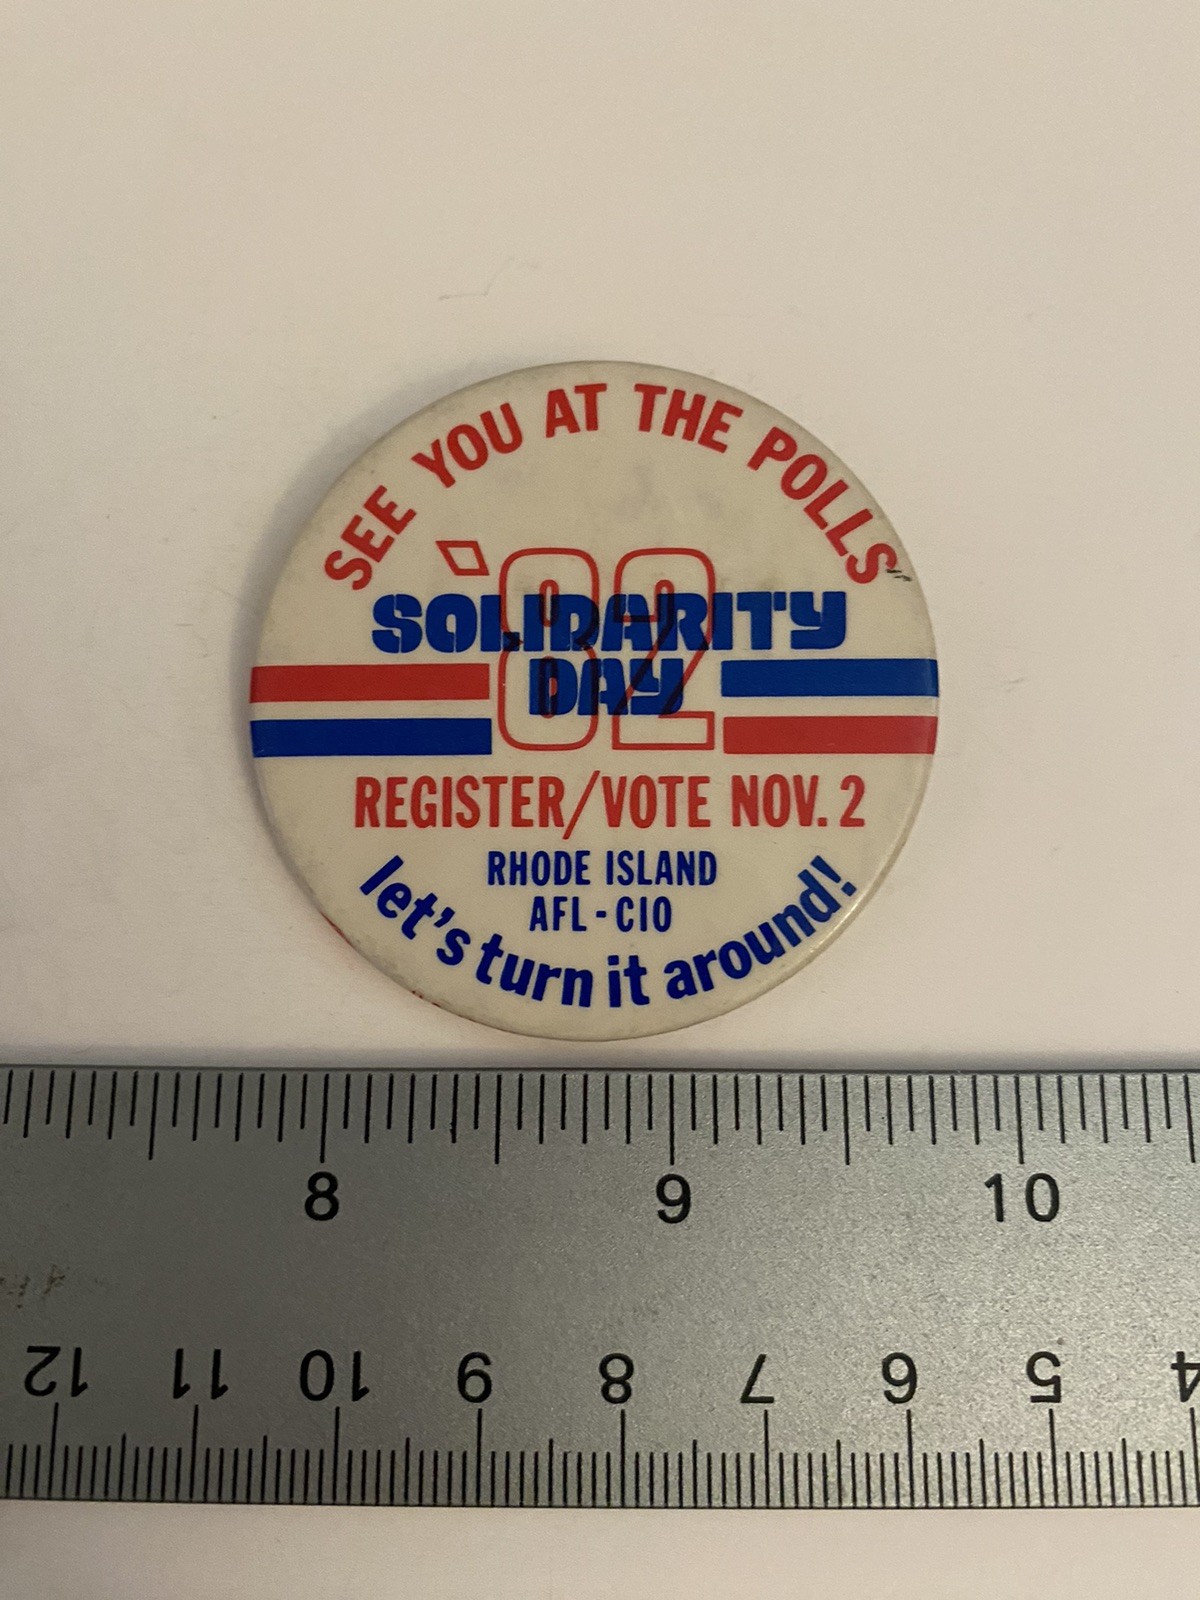 SEE YOU AT THE POLLS
'82
SOLIDARITY
DAY
REGISTER/VOTE NOV. 2
RHODE ISLAND
AFL-CIO
let's turn it around!
8 9 10
12 11 10 9 8 7 6 5 4